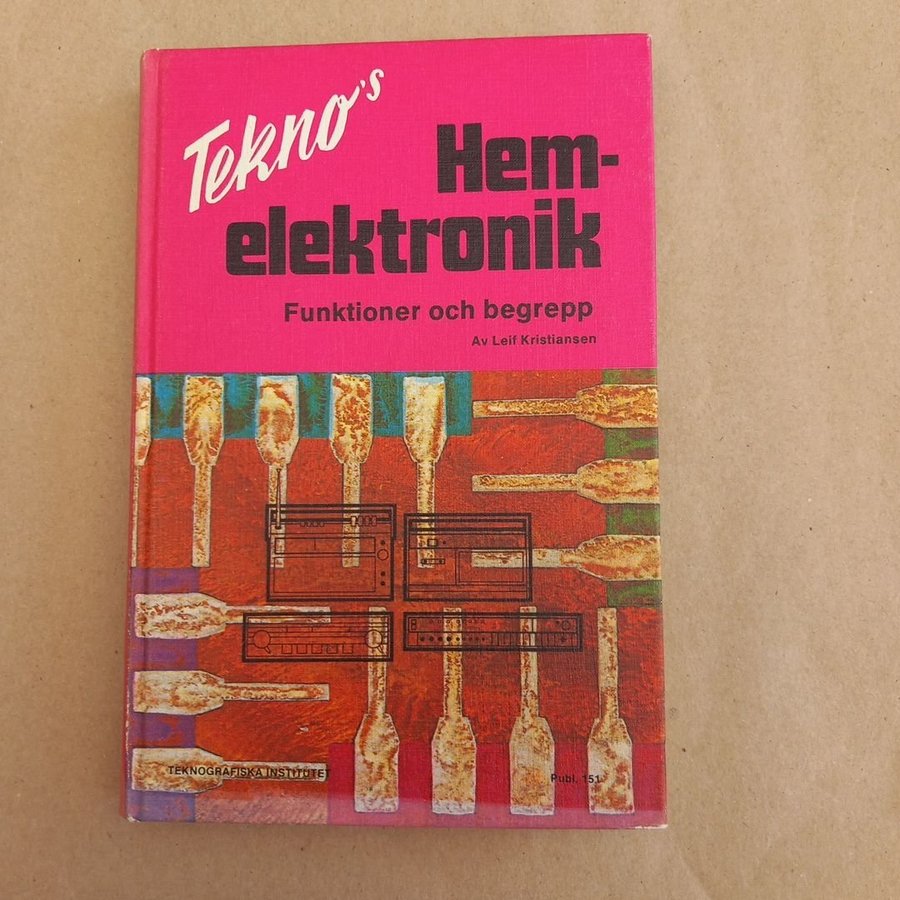 Tekno's
Hem-
elektronik
Funktioner och begrepp
Av Leif Kristiansen
TEKNOGRAFISKA INSTITUTET
Publ. 151